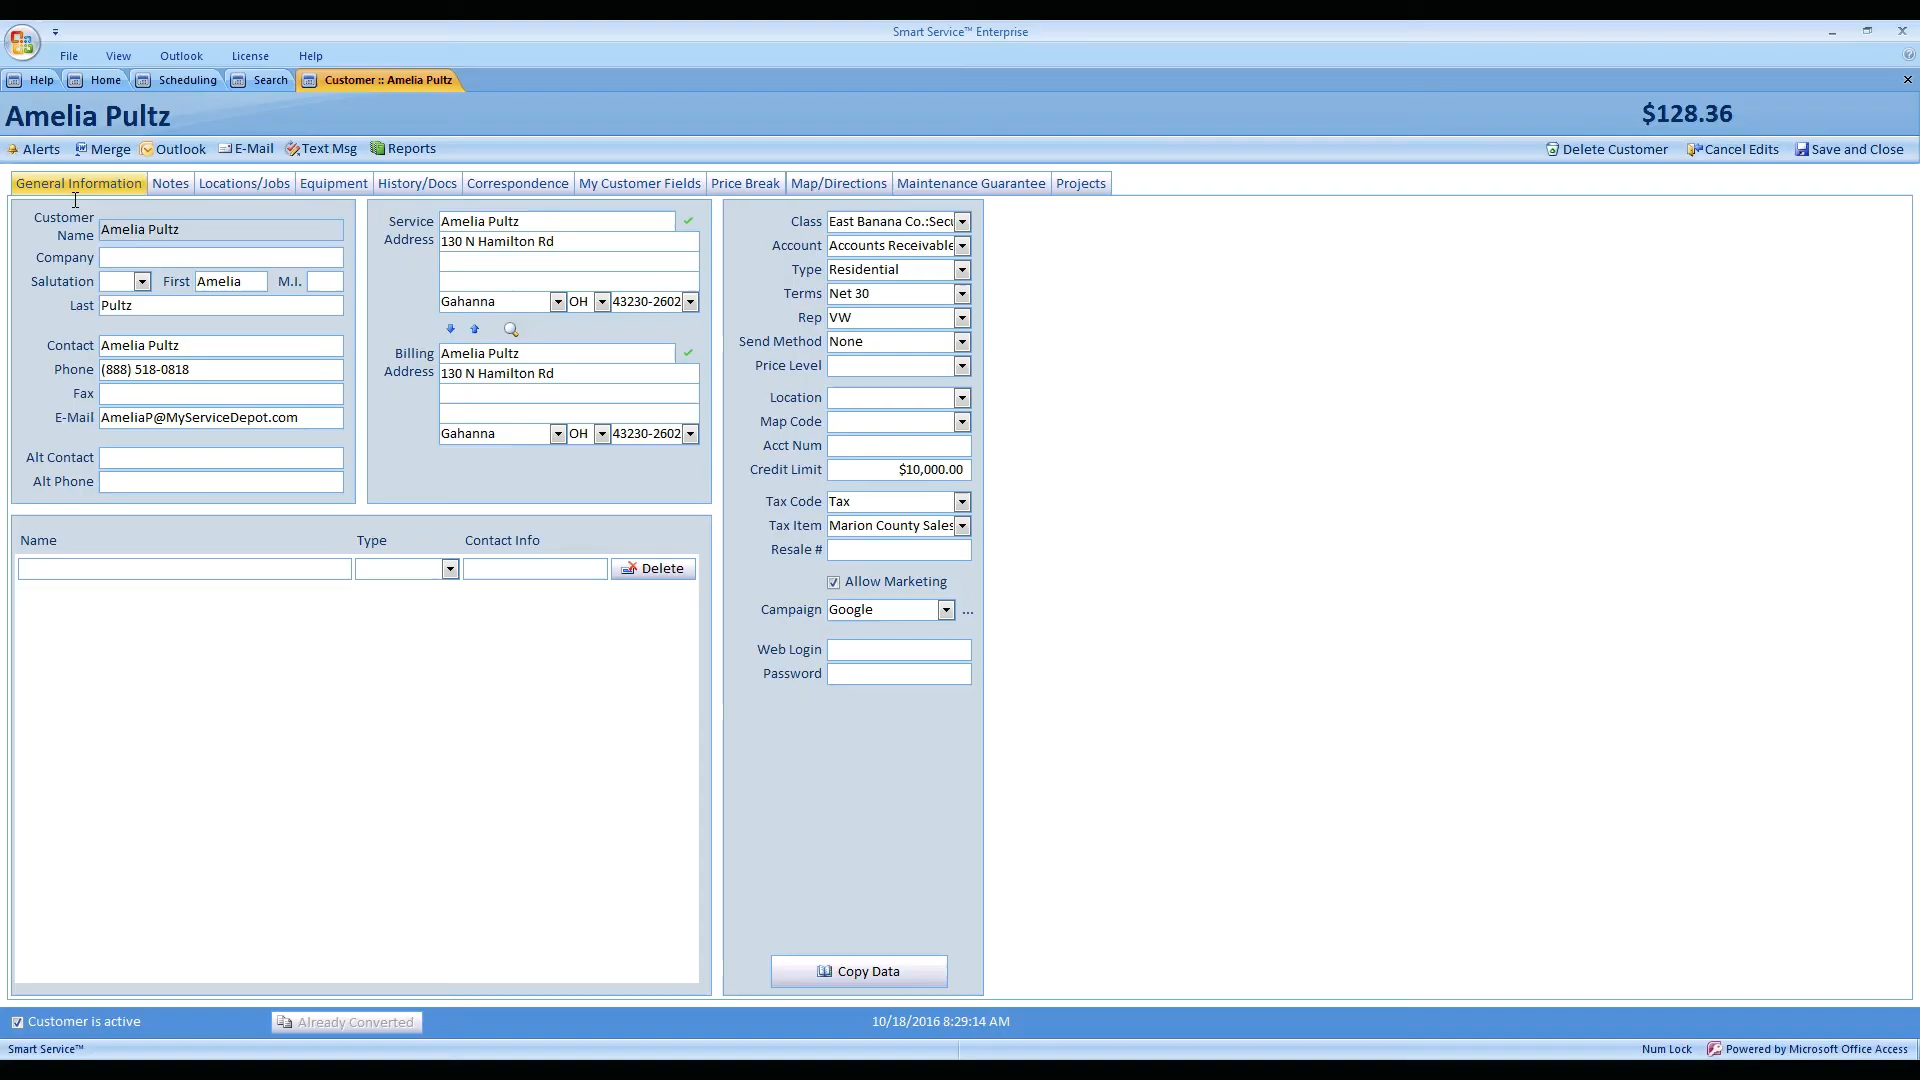 Smart Service™ Enterprise
File View Outlook License Help
Help Home Scheduling Search Customer :: Amelia Pultz
Amelia Pultz $128.36
Alerts Merge Outlook E-Mail Text Msg Reports Delete Customer Cancel Edits Save and Close
General Information Notes Locations/Jobs Equipment History/Docs Correspondence My Customer Fields Price Break Map/Directions Maintenance Guarantee Projects
Customer Name Amelia Pultz
Company
Salutation First Amelia M.I.
Last Pultz
Contact Amelia Pultz
Phone (888) 518-0818
Fax
E-Mail AmeliaP@MyServiceDepot.com
Alt Contact
Alt Phone
Service Address Amelia Pultz
130 N Hamilton Rd
Gahanna OH 43230-2602
Billing Address Amelia Pultz
130 N Hamilton Rd
Gahanna OH 43230-2602
Name Type Contact Info
Delete
Class East Banana Co.:Secu
Account Accounts Receivable
Type Residential
Terms Net 30
Rep VW
Send Method None
Price Level
Location
Map Code
Acct Num
Credit Limit $10,000.00
Tax Code Tax
Tax Item Marion County Sales
Resale #
Allow Marketing
Campaign Google ...
Web Login
Password
Copy Data
Customer is active Already Converted 10/18/2016 8:29:14 AM
Smart Service™ Num Lock Powered by Microsoft Office Access